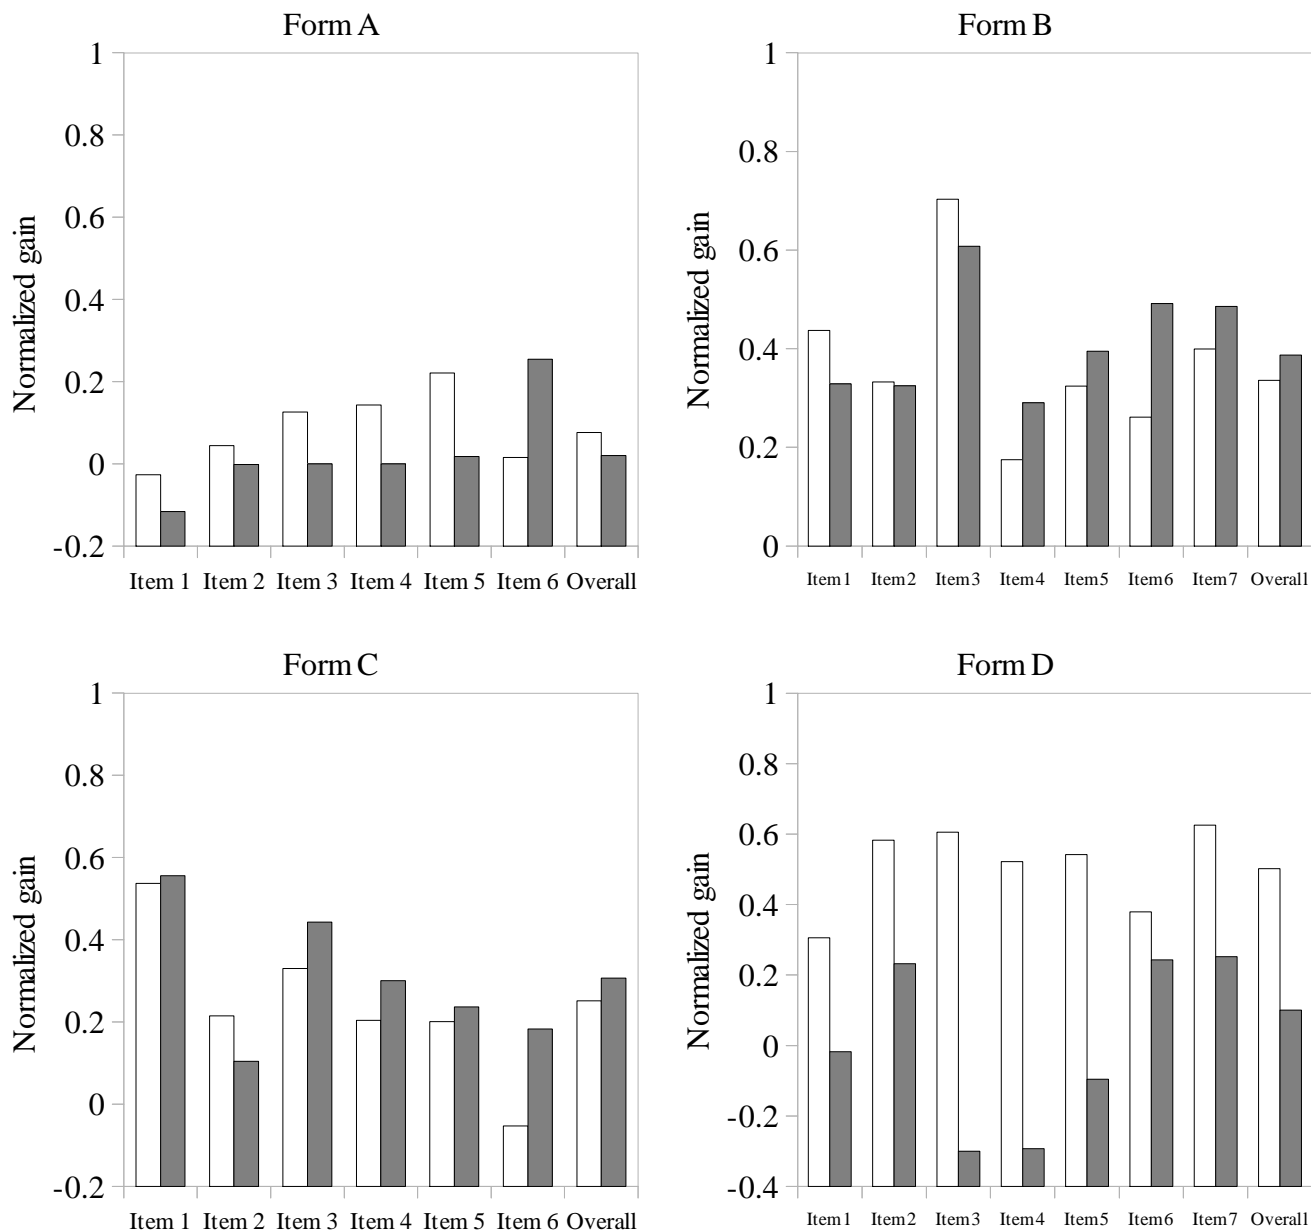 Form A
1
0.8
0.6
0.4
0.2
0
-0.2
Normalized gain
Item 1 Item 2 Item 3 Item 4 Item 5 Item 6 Overall
Form B
1
0.8
0.6
0.4
0.2
0
Normalized gain
Item1 Item2 Item3 Item4 Item5 Item6 Item7 Overall
Form C
1
0.8
0.6
0.4
0.2
0
-0.2
Normalized gain
Item 1 Item 2 Item 3 Item 4 Item 5 Item 6 Overall
Form D
1
0.8
0.6
0.4
0.2
0
-0.2
-0.4
Normalized gain
Item1 Item2 Item3 Item4 Item5 Item6 Item7 Overall